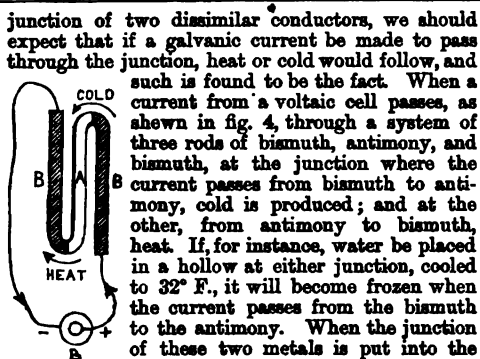 junction of two dissimilar conductors, we should
expect that if a galvanic current be made to pass
through the junction, heat or cold would follow, and
such is found to be the fact. When a
current from a voltaic cell passes, as
shewn in fig. 4, through a system of
three rods of bismuth, antimony, and
bismuth, at the junction where the
current passes from bismuth to anti-
mony, cold is produced; and at the
other, from antimony to bismuth,
heat. If, for instance, water be placed
in a hollow at either junction, cooled
to 32° F., it will become frozen when
the current passes from the bismuth
to the antimony. When the junction
of these two metals is put into the
COLD
B A B
HEAT
- +